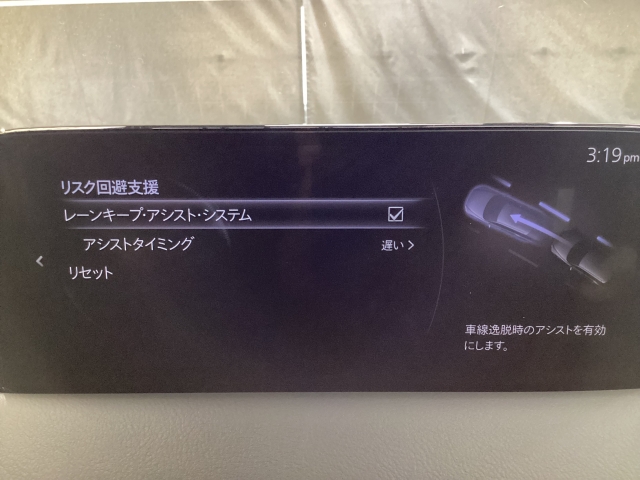 3:19 pm
リスク回避支援
レーンキープ・アシスト・システム
アシストタイミング 遅い
リセット
車線逸脱時のアシストを有効
にします。